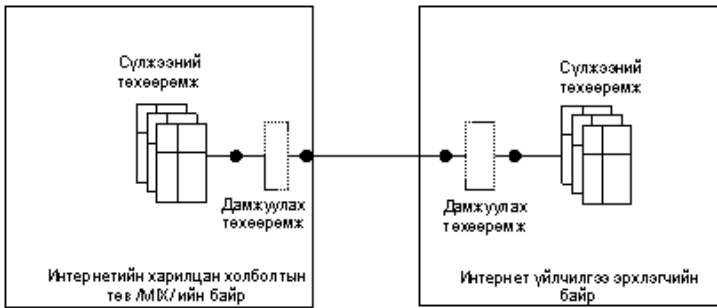 Сүлжээний
төхөөрөмж
Дамжуулах
төхөөрөмж
Интернетийн харилцан холболтын
төв /MIX/ ийн байр
Сүлжээний
төхөөрөмж
Дамжуулах
төхөөрөмж
Интернет үйлчилгээ эрхлэгчийн
байр